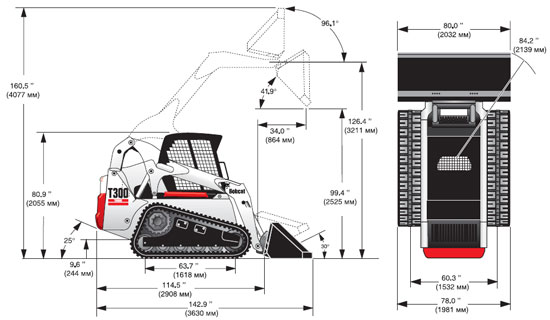 160.5 "
(4077 мм)
96.1°
41.9°
34.0 "
(864 мм)
126.4 "
(3211 мм)
80.9 "
(2055 мм)
99.4 "
(2525 мм)
T300
Bobcat
25°
9.6 "
(244 мм)
30°
63.7 "
(1618 мм)
114.5 "
(2908 мм)
142.9 "
(3630 мм)
80.0 "
(2032 мм)
84.2 "
(2139 мм)
60.3 "
(1532 мм)
78.0 "
(1981 мм)